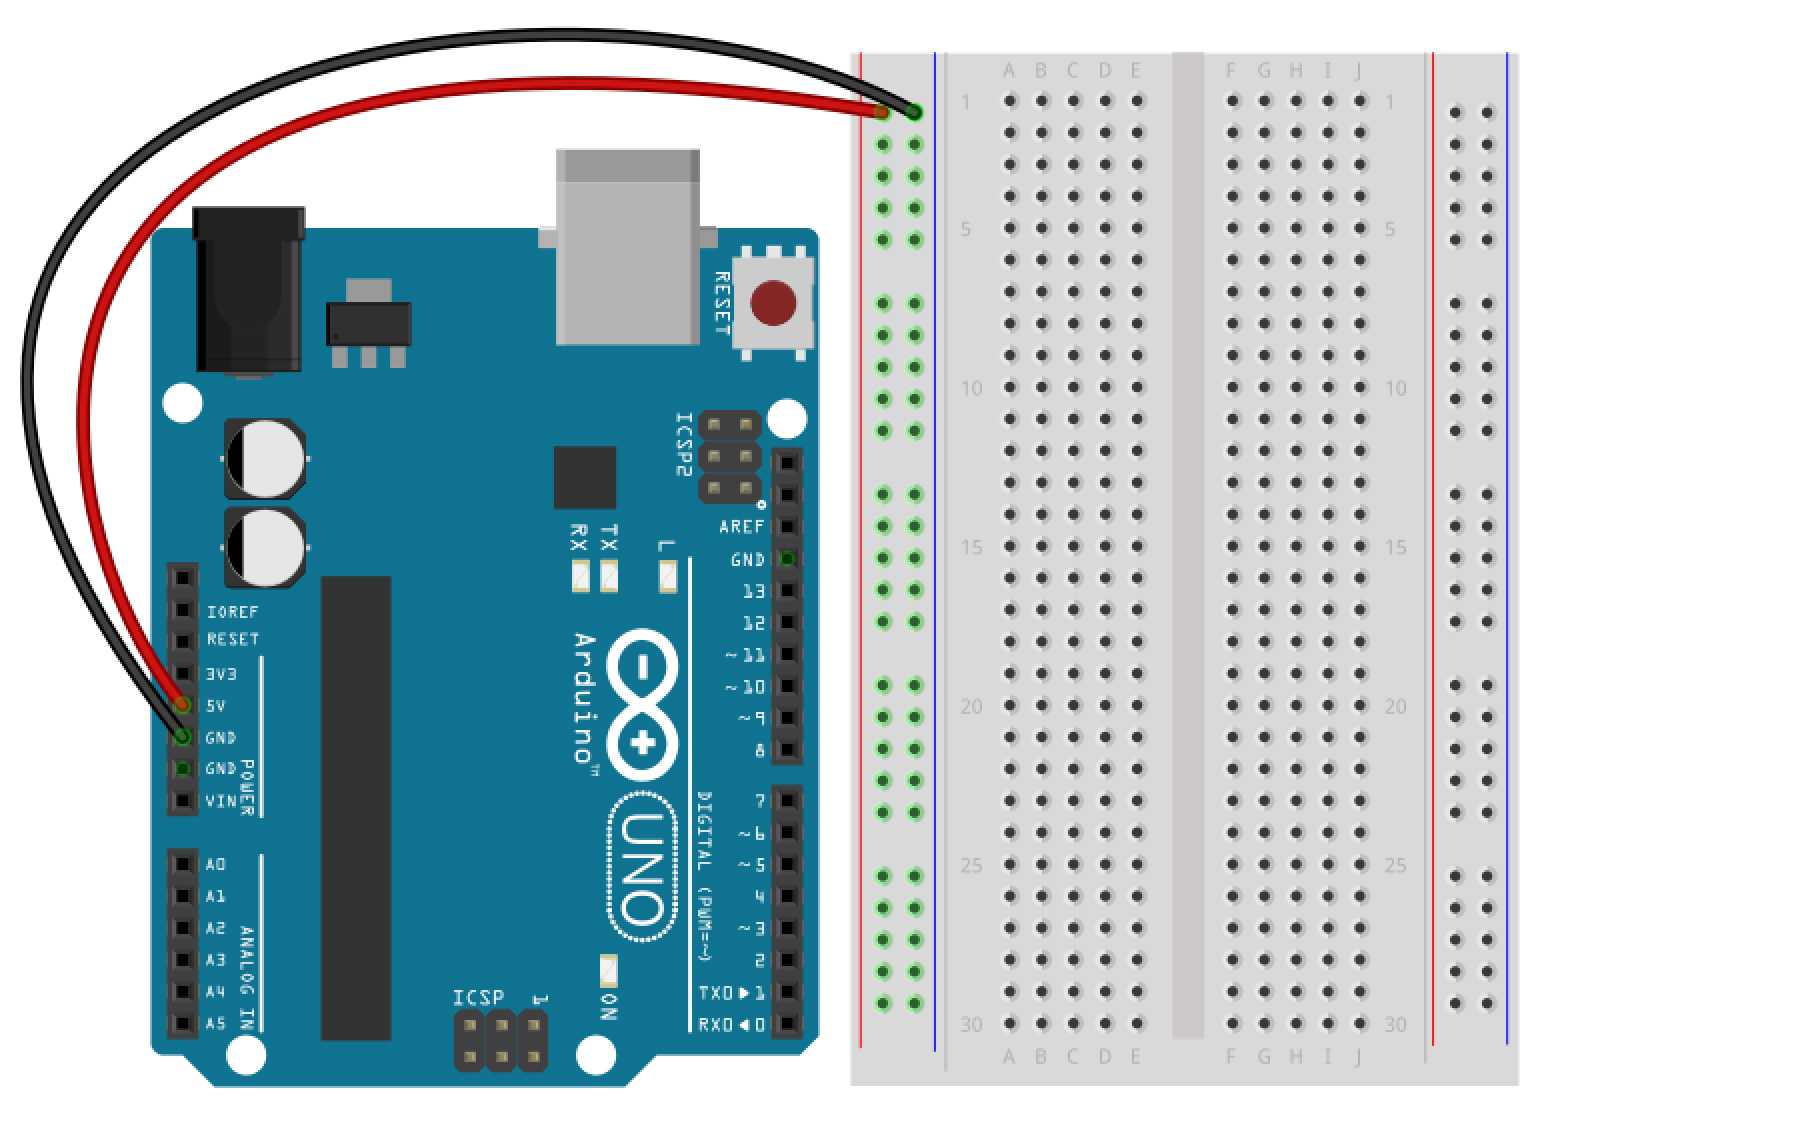 A B C D E F G H I J
1 1
5 5
10 10
15 15
20 20
25 25
30 30
A B C D E F G H I J
RESET
ICSP2
AREF
GND
13
12
~11
~10
~9
8
7
~6
~5
4
~3
2
TX0▶1
RX0◀0
DIGITAL (PWM=~)
RX
TX
L
Arduino™
UNO
ON
ICSP
1
IOREF
RESET
3V3
5V
GND
GND
VIN
POWER
A0
A1
A2
A3
A4
A5
ANALOG IN